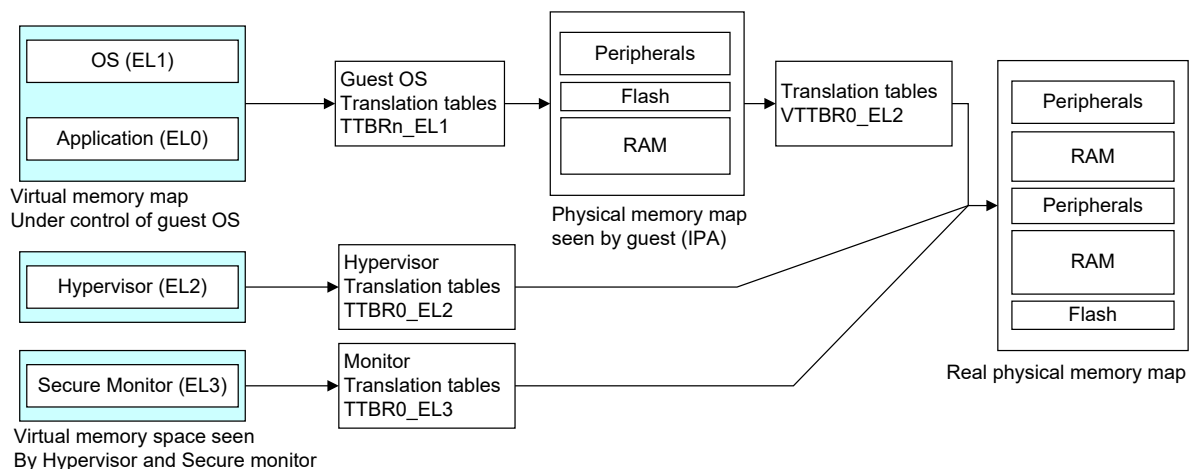 OS (EL1)
Application (EL0)
Virtual memory map
Under control of guest OS
Guest OS
Translation tables
TTBRn_EL1
Peripherals
Flash
RAM
Physical memory map
seen by guest (IPA)
Translation tables
VTTBR0_EL2
Hypervisor (EL2)
Hypervisor
Translation tables
TTBR0_EL2
Secure Monitor (EL3)
Monitor
Translation tables
TTBR0_EL3
Virtual memory space seen
By Hypervisor and Secure monitor
Peripherals
RAM
Peripherals
RAM
Flash
Real physical memory map